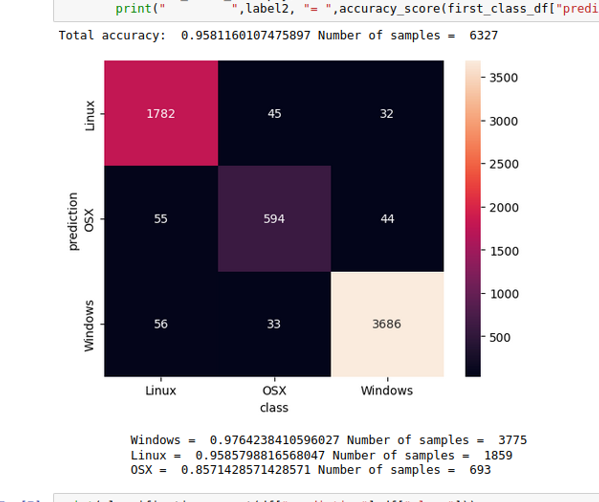 print("        ",label2, "= ",accuracy_score(first_class_df["predi
Total accuracy:  0.9581160107475897 Number of samples =  6327
3500
3000
2500
2000
1500
1000
500
Linux
1782 45 32
prediction
OSX
55 594 44
Windows
56 33 3686
Linux OSX Windows
class
Windows =  0.9764238410596027 Number of samples =  3775
Linux =  0.9585798816568047 Number of samples =  1859
OSX =  0.8571428571428571 Number of samples =  693